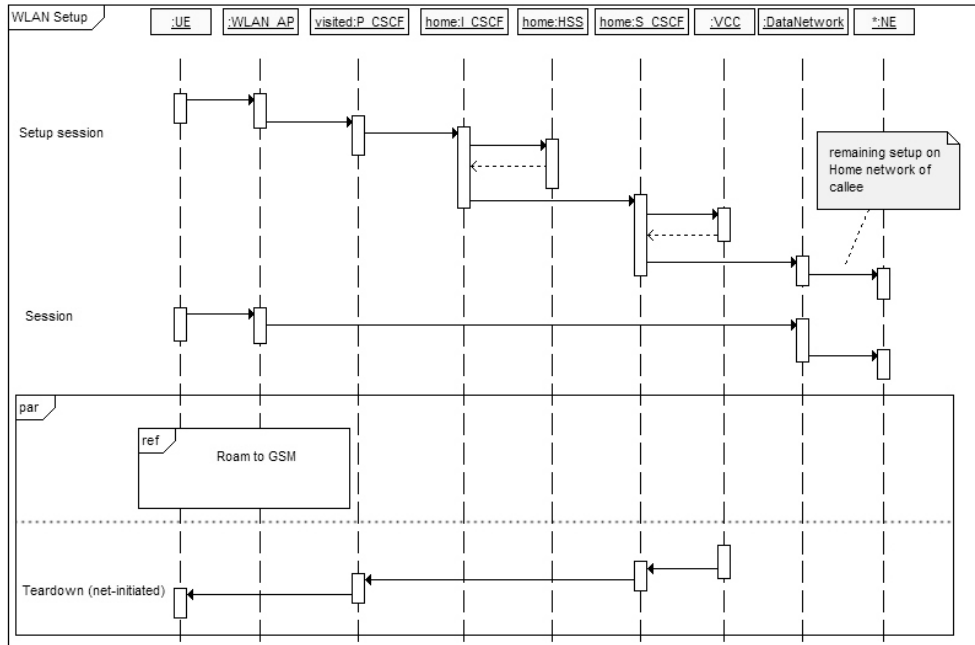 WLAN Setup
:UE
:WLAN_AP
visited:P_CSCF
home:I_CSCF
home:HSS
home:S_CSCF
:VCC
:DataNetwork
*:NE
Setup session
remaining setup on
Home network of
callee
Session
par
ref
Roam to GSM
Teardown (net-initiated)